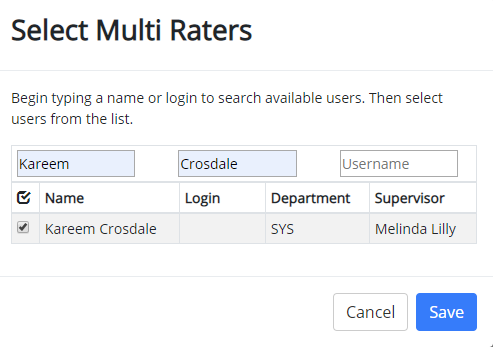 Select Multi Raters
Begin typing a name or login to search available users. Then select
users from the list.
Kareem Crosdale Username
Name Login Department Supervisor
Kareem Crosdale SYS Melinda Lilly
Cancel Save